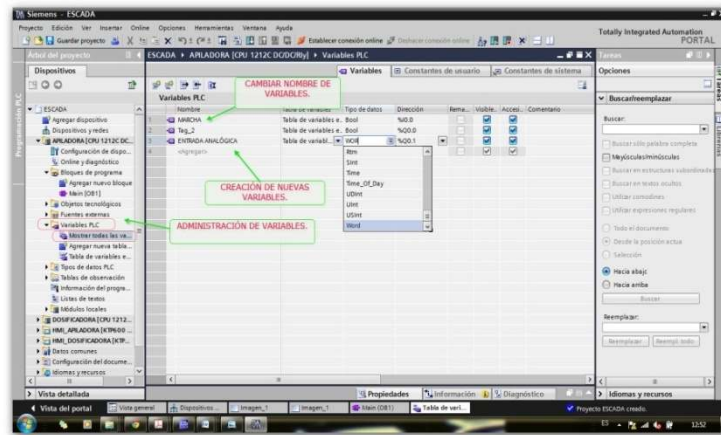 Siemens - ESCADA
Proyecto Edición Ver Insertar Online Opciones Herramientas Ventana Ayuda
Guardar proyecto
Establecer conexión online
Deshacer conexión online
Totally Integrated Automation
PORTAL
Árbol del proyecto
ESCADA ▸ APILADORA [CPU 1212C DC/DC/Rly] ▸ Variables PLC
Tareas
Dispositivos
Variables
Constantes de usuario
Constantes de sistema
Opciones
Variables PLC
Nombre Tabla de variables Tipo de datos Dirección Rema... Visible.. Accesi.. Comentario
1 MARCHA Tabla de variables e.. Bool %I0.0
2 Tag_2 Tabla de variables e.. Bool %Q0.0
3 ENTRADA ANALÓGICA Tabla de variabl.. WOR %Q0.1
4 <Agregar>
Rtm
SInt
Time
Time_Of_Day
UDInt
UInt
USInt
Word
CAMBIAR NOMBRE DE
VARIABLES.
CREACIÓN DE NUEVAS
VARIABLES.
ADMINISTRACIÓN DE VARIABLES.
ESCADA
Agregar dispositivo
Dispositivos y redes
APILADORA [CPU 1212C DC...
Configuración de dispo...
Online y diagnóstico
Bloques de programa
Agregar nuevo bloque
Main [OB1]
Objetos tecnológicos
Fuentes externas
Variables PLC
Mostrar todas las va...
Agregar nueva tabla...
Tabla de variables e...
Tipos de datos PLC
Tablas de observación
Información del progra...
Listas de textos
Módulos locales
DOSIFICADORA [CPU 1212...
HMI_APILADORA [KTP600 ...
HMI_DOSIFICADORA [KTP...
Datos comunes
Configuración del docume...
Idiomas y recursos
Vista detallada
Buscar/reemplazar
Buscar:
Buscar sólo palabra completa
Mayúsculas/minúsculas
Buscar en estructuras subordinadas
Buscar en textos ocultos
Utilizar comodines
Utilizar expresiones regulares
Todo el documento
Desde la posición actual
Selección
Hacia abajo
Hacia arriba
Buscar
Reemplazar:
Reemplazar
Reempl. todo
Idiomas y recursos
Propiedades
Información
Diagnóstico
Vista del portal
Vista general
Dispositivos ...
Imagen_1
Imagen_1
Main (OB1)
Tabla de vari...
Proyecto ESCADA creado.
ES
12:52